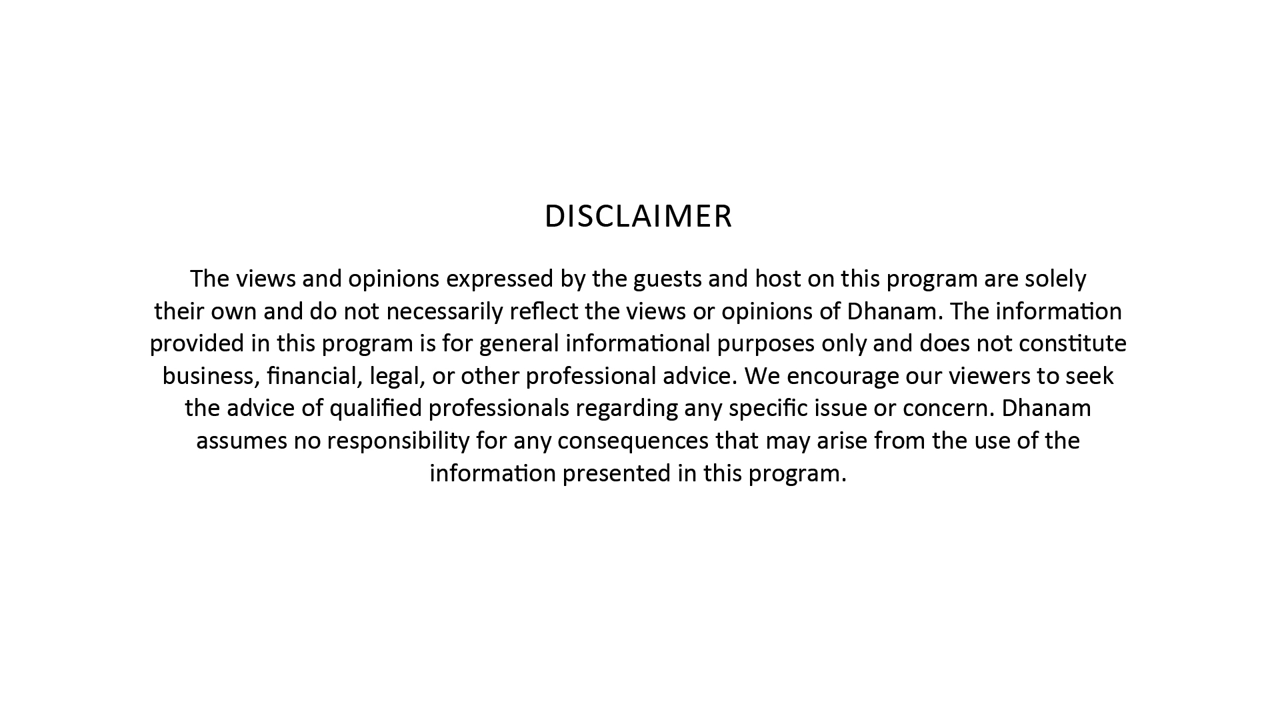 DISCLAIMER
The views and opinions expressed by the guests and host on this program are solely
their own and do not necessarily reflect the views or opinions of Dhanam. The information
provided in this program is for general informational purposes only and does not constitute
business, financial, legal, or other professional advice. We encourage our viewers to seek
the advice of qualified professionals regarding any specific issue or concern. Dhanam
assumes no responsibility for any consequences that may arise from the use of the
information presented in this program.